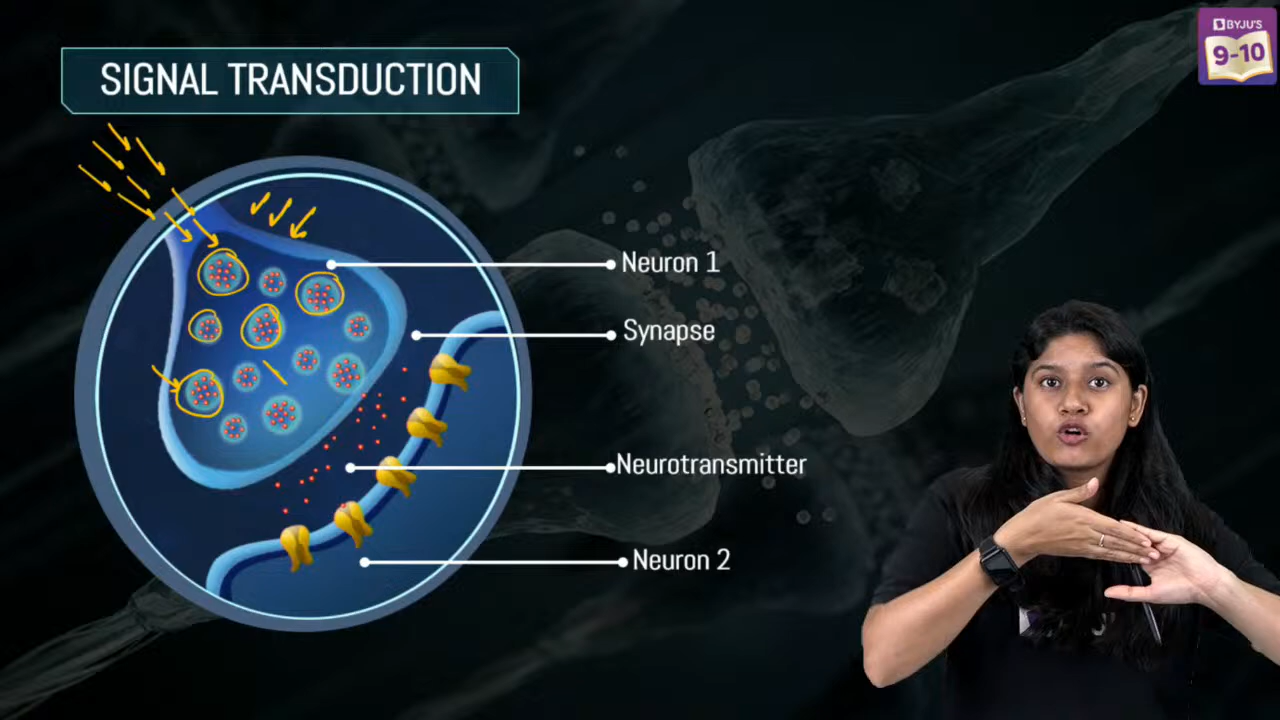 BYJU'S
9-10
SIGNAL TRANSDUCTION
Neuron 1
Synapse
Neurotransmitter
Neuron 2